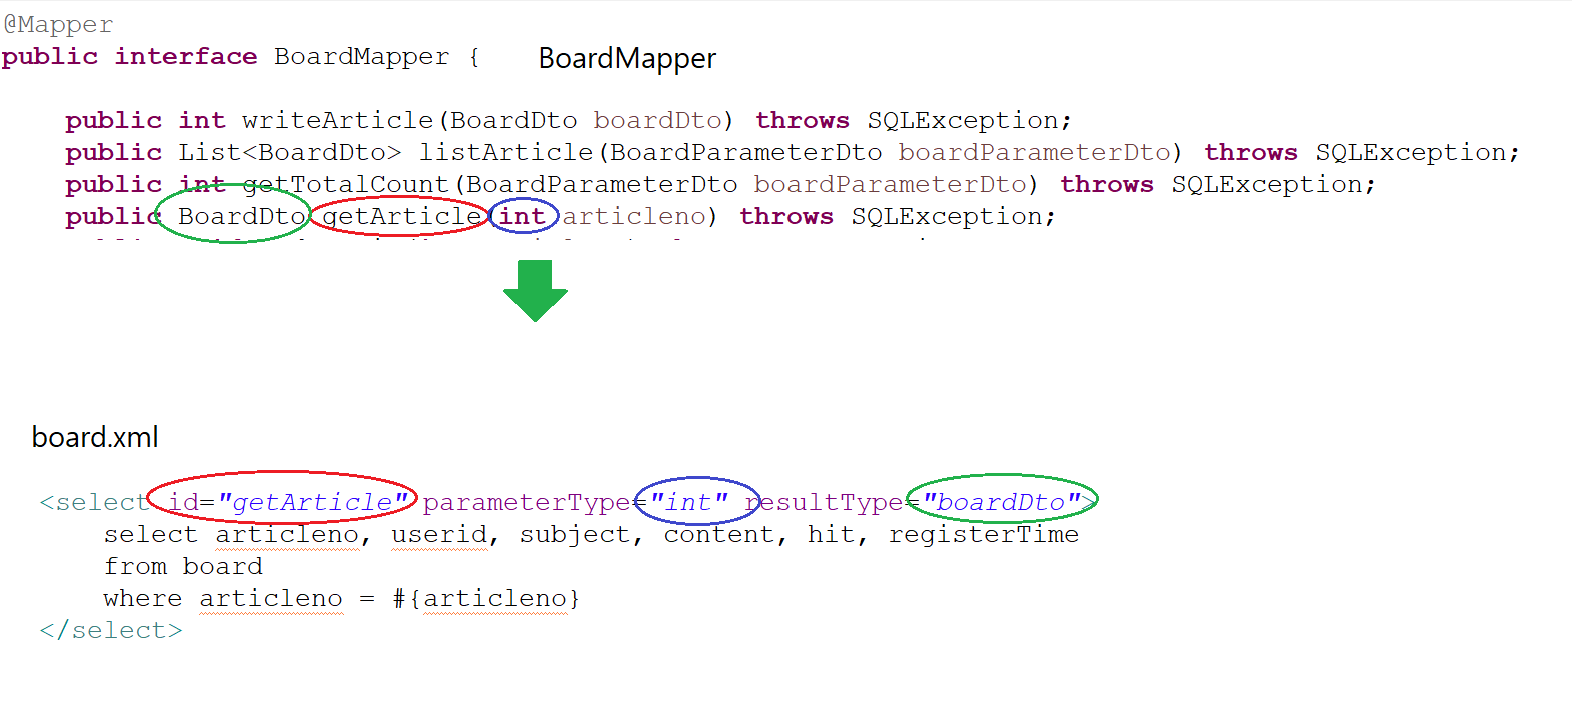 @Mapper
public interface BoardMapper {
BoardMapper
public int writeArticle(BoardDto boardDto) throws SQLException;
public List<BoardDto> listArticle(BoardParameterDto boardParameterDto) throws SQLException;
public int getTotalCount(BoardParameterDto boardParameterDto) throws SQLException;
public BoardDto getArticle(int articleno) throws SQLException;
board.xml
<select id="getArticle" parameterType="int" resultType="boardDto">
select articleno, userid, subject, content, hit, registerTime
from board
where articleno = #{articleno}
</select>